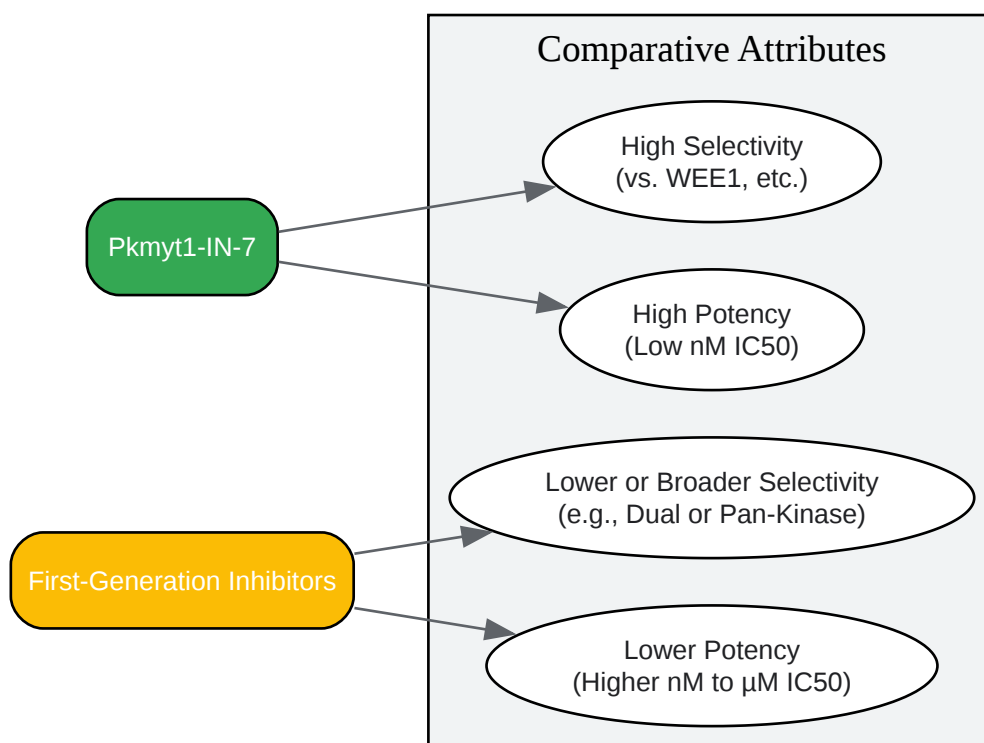 Comparative Attributes
High Selectivity
(vs. WEE1, etc.)
Pkmyt1-IN-7
High Potency
(Low nM IC50)
Lower or Broader Selectivity
(e.g., Dual or Pan-Kinase)
First-Generation Inhibitors
Lower Potency
(Higher nM to µM IC50)